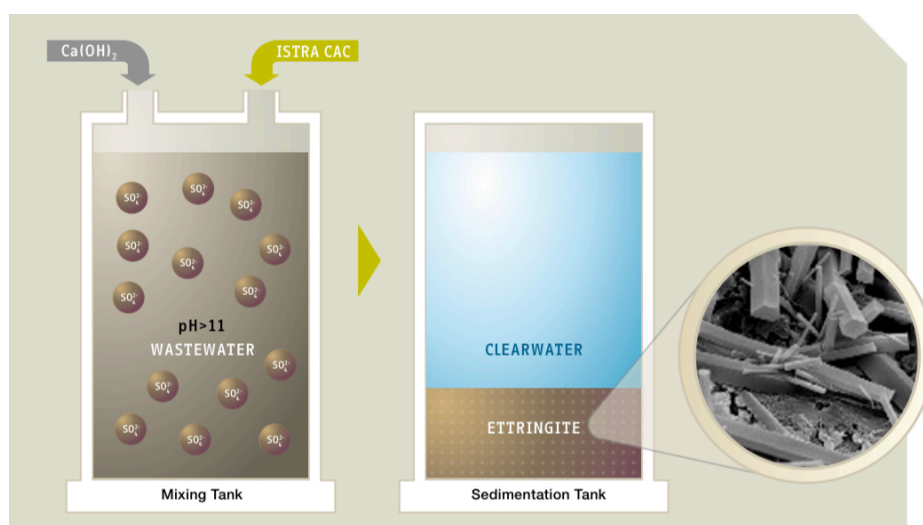 Ca(OH)₂
ISTRA CAC
SO₄²⁻
SO₄²⁻
SO₄²⁻
SO₄²⁻
SO₄²⁻
SO₄²⁻
SO₄²⁻
SO₄²⁻
pH>11
WASTEWATER
SO₄²⁻
SO₄²⁻
SO₄²⁻
SO₄²⁻
SO₄²⁻
SO₄²⁻
Mixing Tank
CLEARWATER
ETTRINGITE
Sedimentation Tank